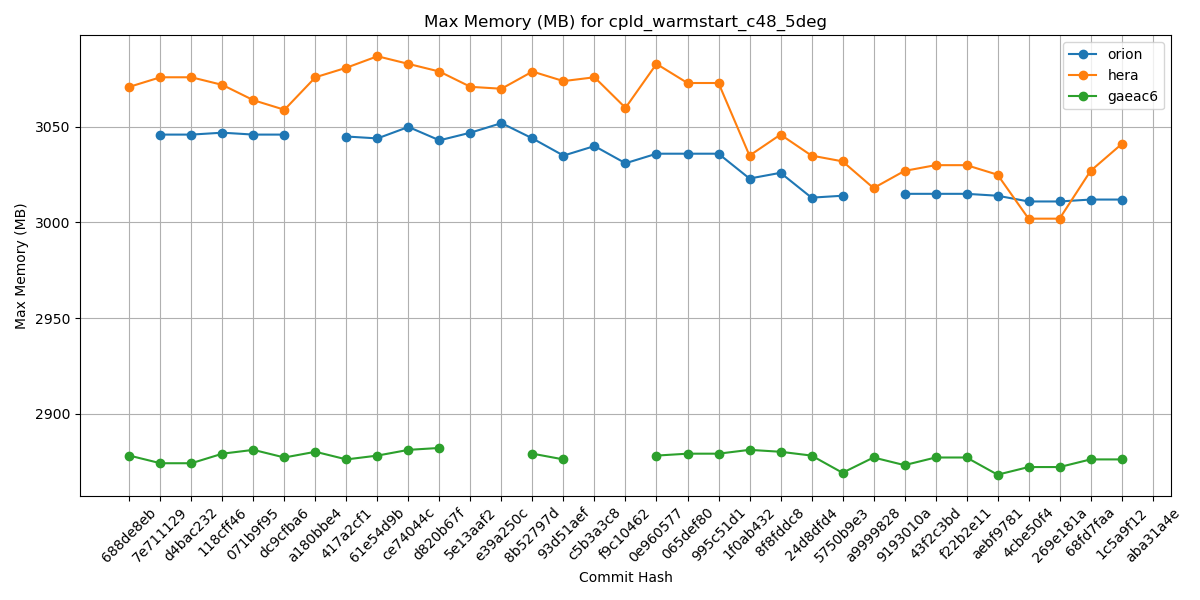 Max Memory (MB) for cpld_warmstart_c48_5deg
orion
hera
gaeac6
Max Memory (MB)
3050
3000
2950
2900
688de8eb
7e711129
d4bac232
118cff46
071b9f95
dc9cfba6
a180bbe4
417a2cf1
61e54d9b
ce74044c
d820b67f
5e13aaf2
e39a250c
8b52797d
93d51aef
c5b3a3c8
f9c10462
0e960577
065def80
995c51d1
1f0ab432
8f8fddc8
24d8dfd4
5750b9e3
a9999828
9193010a
43f2c3bd
f22b2e11
aebf9781
4cbe50f4
269e181a
68fd7faa
1c5a9f12
aba31a4e
Commit Hash